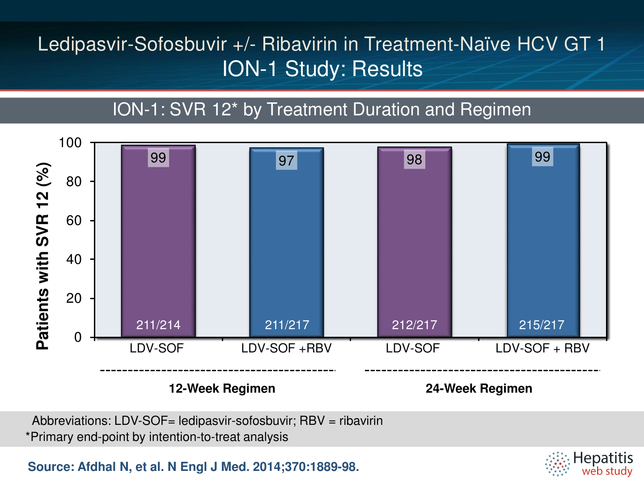 Ledipasvir-Sofosbuvir +/- Ribavirin in Treatment-Naïve HCV GT 1
ION-1 Study: Results
ION-1: SVR 12* by Treatment Duration and Regimen
Patients with SVR 12 (%)
100
80
60
40
20
0
99
97
98
99
211/214
211/217
212/217
215/217
LDV-SOF
LDV-SOF +RBV
LDV-SOF
LDV-SOF + RBV
12-Week Regimen
24-Week Regimen
Abbreviations: LDV-SOF= ledipasvir-sofosbuvir; RBV = ribavirin
*Primary end-point by intention-to-treat analysis
Source: Afdhal N, et al. N Engl J Med. 2014;370:1889-98.
Hepatitis
web study